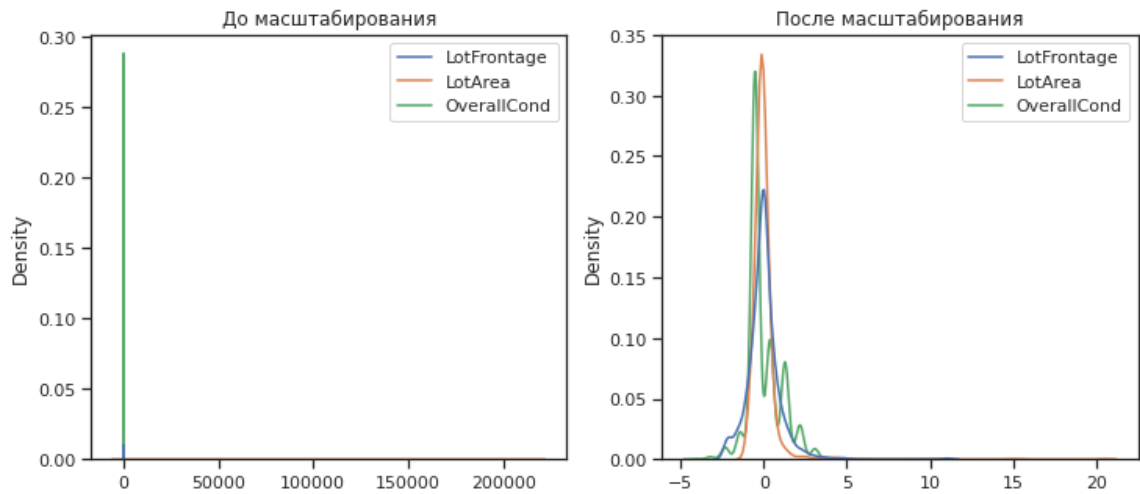 До масштабирования
После масштабирования
Density
0.30
0.25
0.20
0.15
0.10
0.05
0.00
0
50000
100000
150000
200000
LotFrontage
LotArea
OverallCond
Density
0.35
0.30
0.25
0.20
0.15
0.10
0.05
0.00
−5
0
5
10
15
20
LotFrontage
LotArea
OverallCond